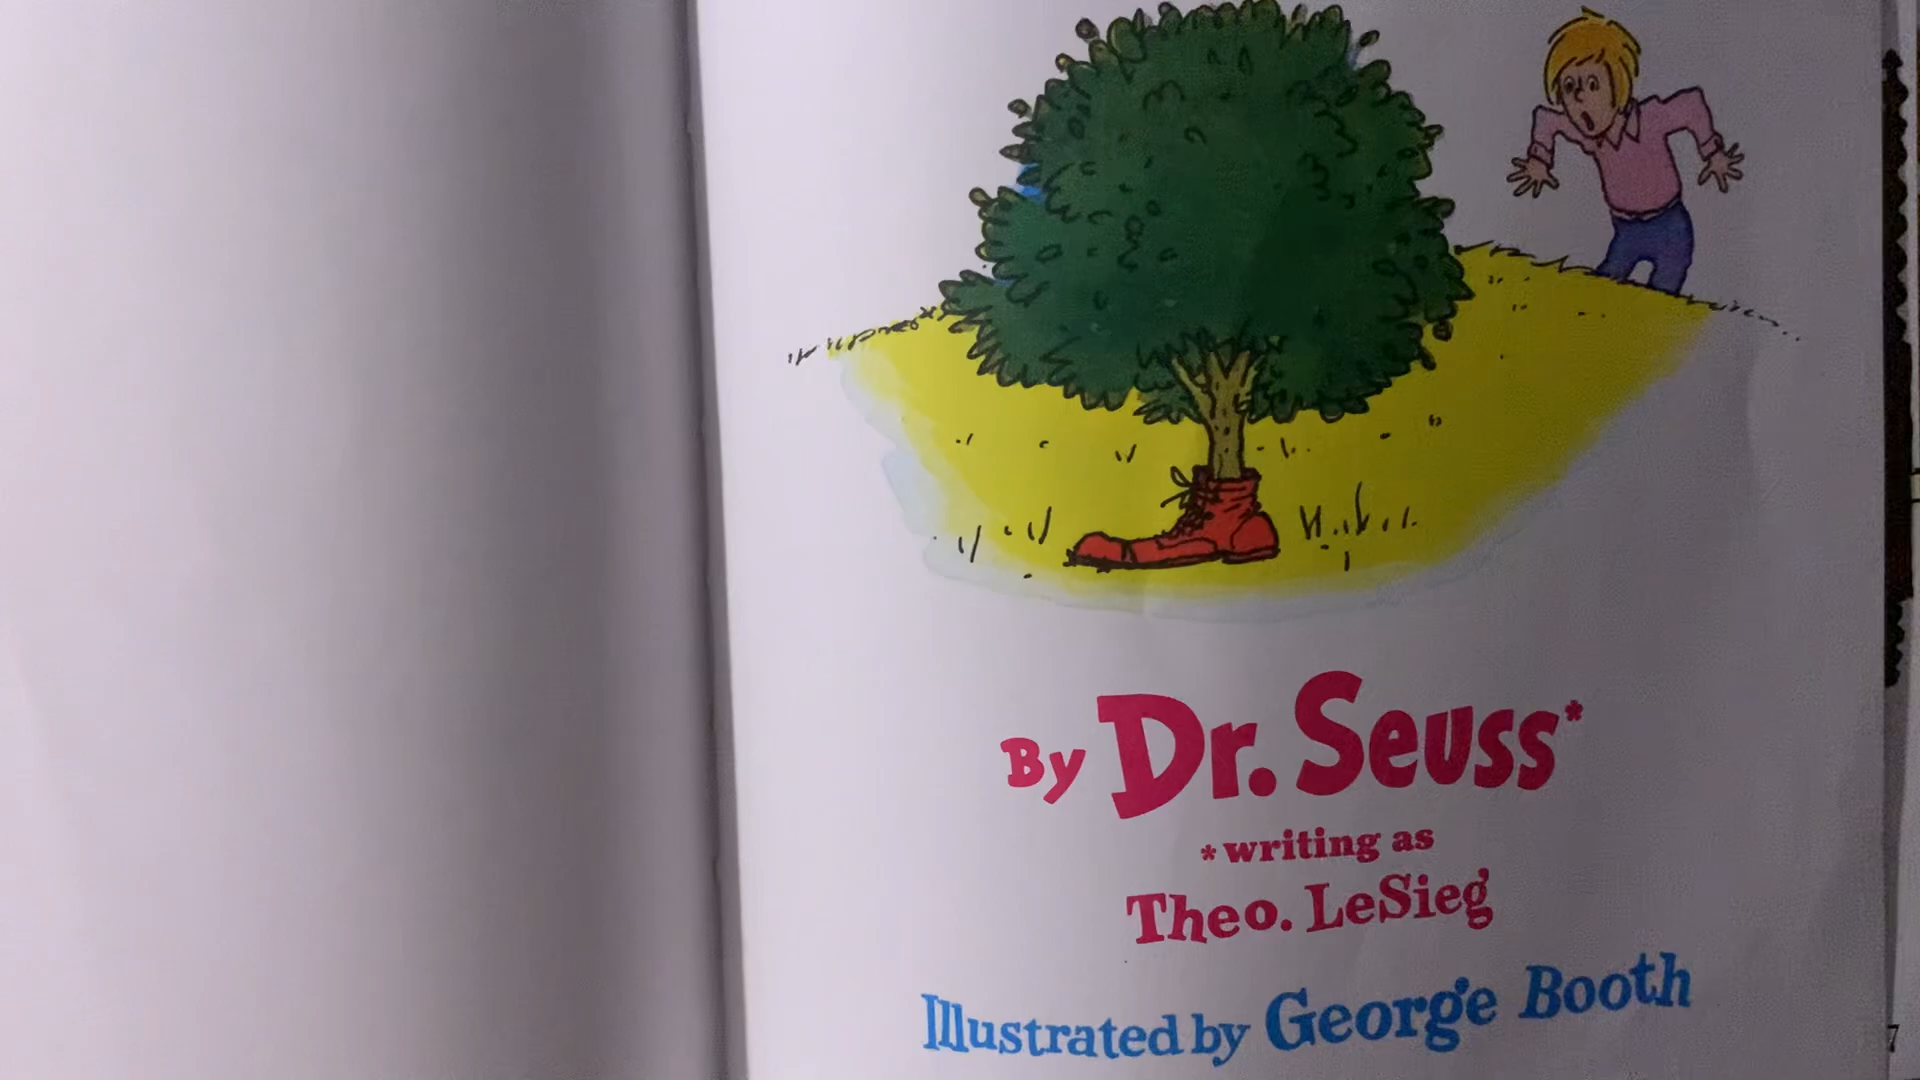 By Dr. Seuss*
*writing as
Theo. LeSieg
Illustrated by George Booth
7